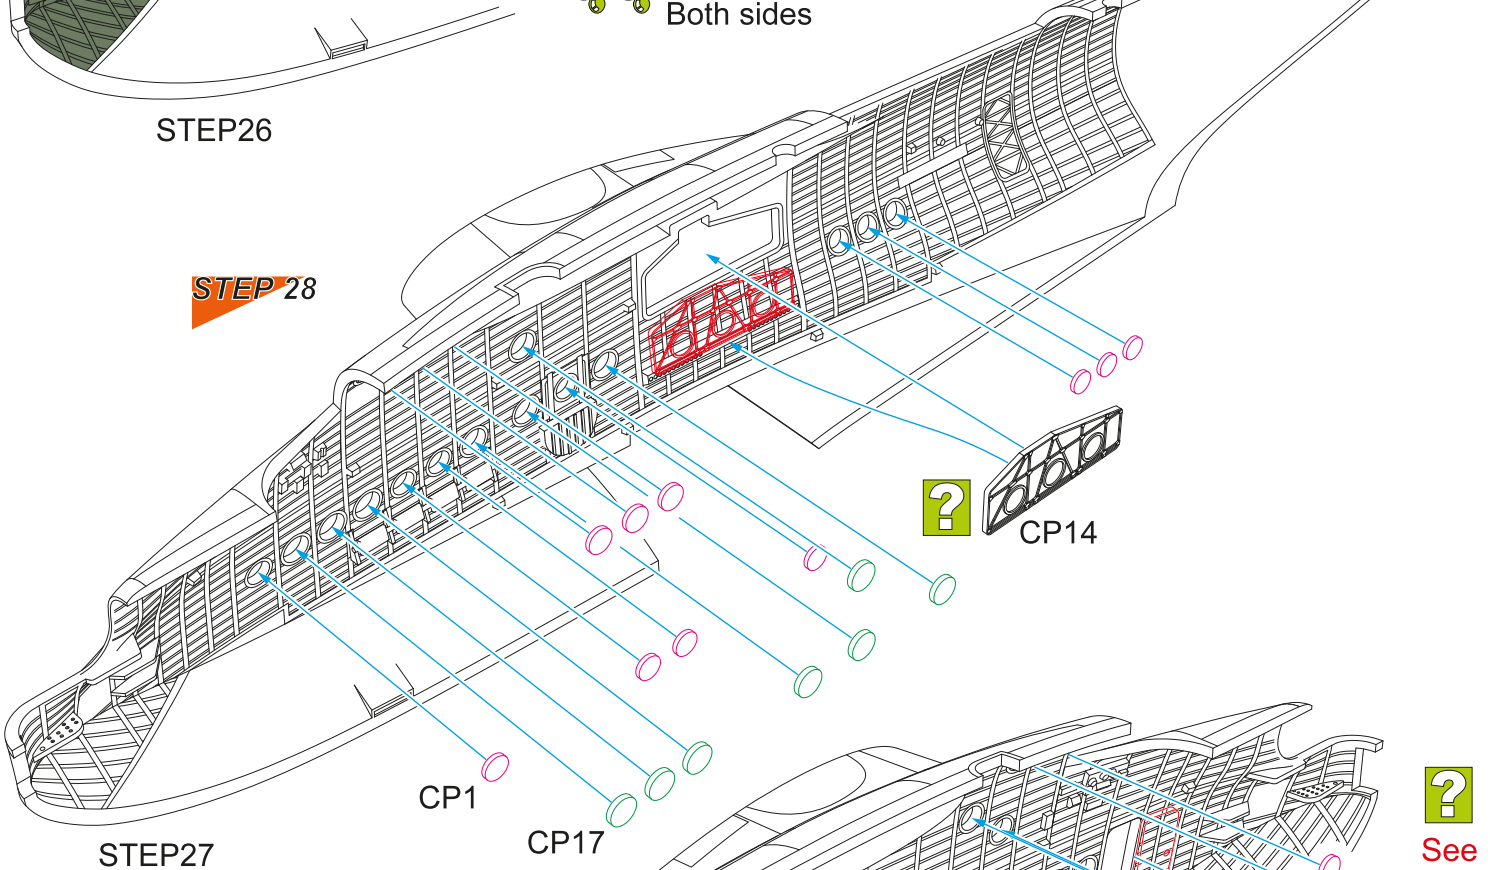 Both sides
STEP26
STEP 28
?
CP14
CP1
CP17
STEP27
?
See